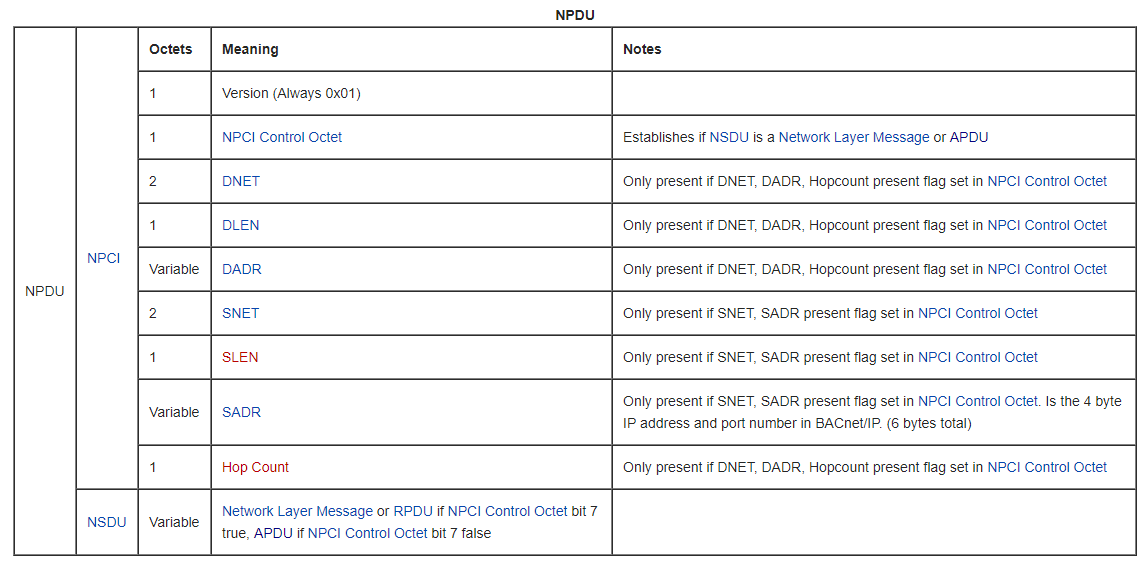 NPDU
Octets Meaning Notes
1 Version (Always 0x01)
1 NPCI Control Octet Establishes if NSDU is a Network Layer Message or APDU
2 DNET Only present if DNET, DADR, Hopcount present flag set in NPCI Control Octet
1 DLEN Only present if DNET, DADR, Hopcount present flag set in NPCI Control Octet
NPCI
Variable DADR Only present if DNET, DADR, Hopcount present flag set in NPCI Control Octet
NPDU
2 SNET Only present if SNET, SADR present flag set in NPCI Control Octet
1 SLEN Only present if SNET, SADR present flag set in NPCI Control Octet
Variable SADR Only present if SNET, SADR present flag set in NPCI Control Octet. Is the 4 byte
IP address and port number in BACnet/IP. (6 bytes total)
1 Hop Count Only present if DNET, DADR, Hopcount present flag set in NPCI Control Octet
NSDU Variable Network Layer Message or RPDU if NPCI Control Octet bit 7
true, APDU if NPCI Control Octet bit 7 false